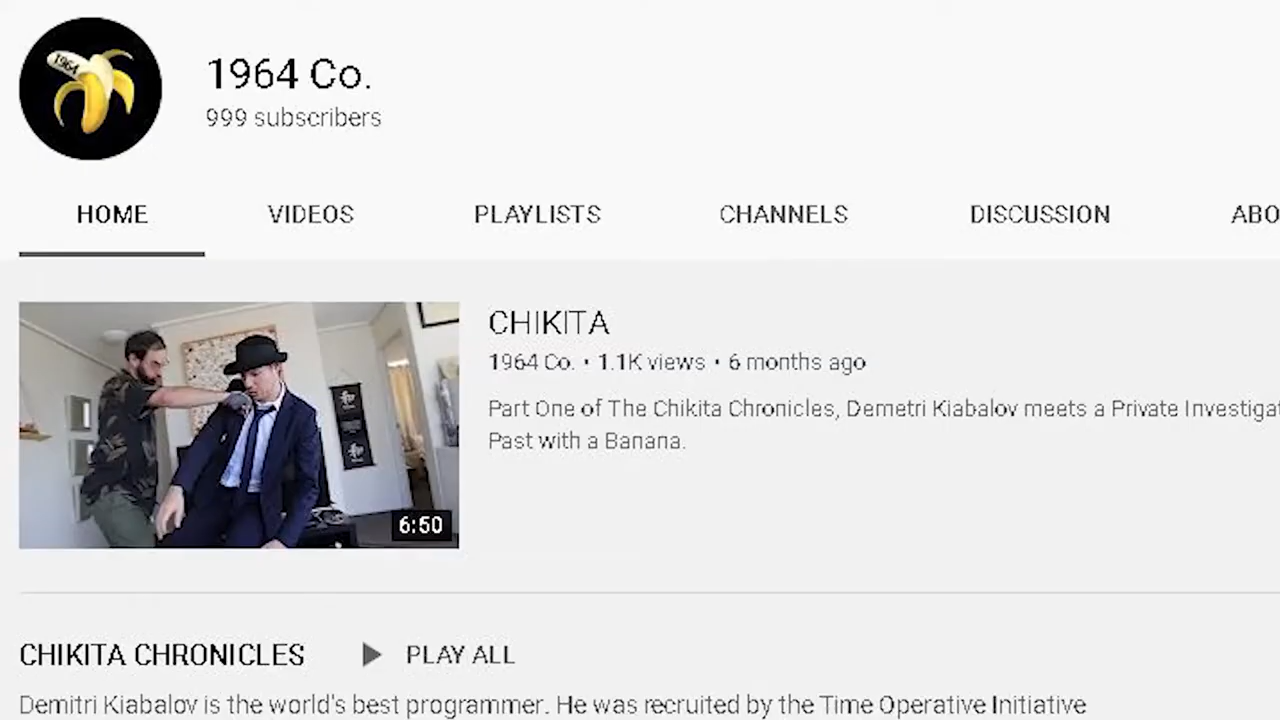 1964
1964 Co.
999 subscribers
HOME VIDEOS PLAYLISTS CHANNELS DISCUSSION ABO
CHIKITA
1964 Co. • 1.1K views • 6 months ago
Part One of The Chikita Chronicles, Demetri Kiabalov meets a Private Investigat
Past with a Banana.
6:50
CHIKITA CHRONICLES PLAY ALL
Demitri Kiabalov is the world's best programmer. He was recruited by the Time Operative Initiative